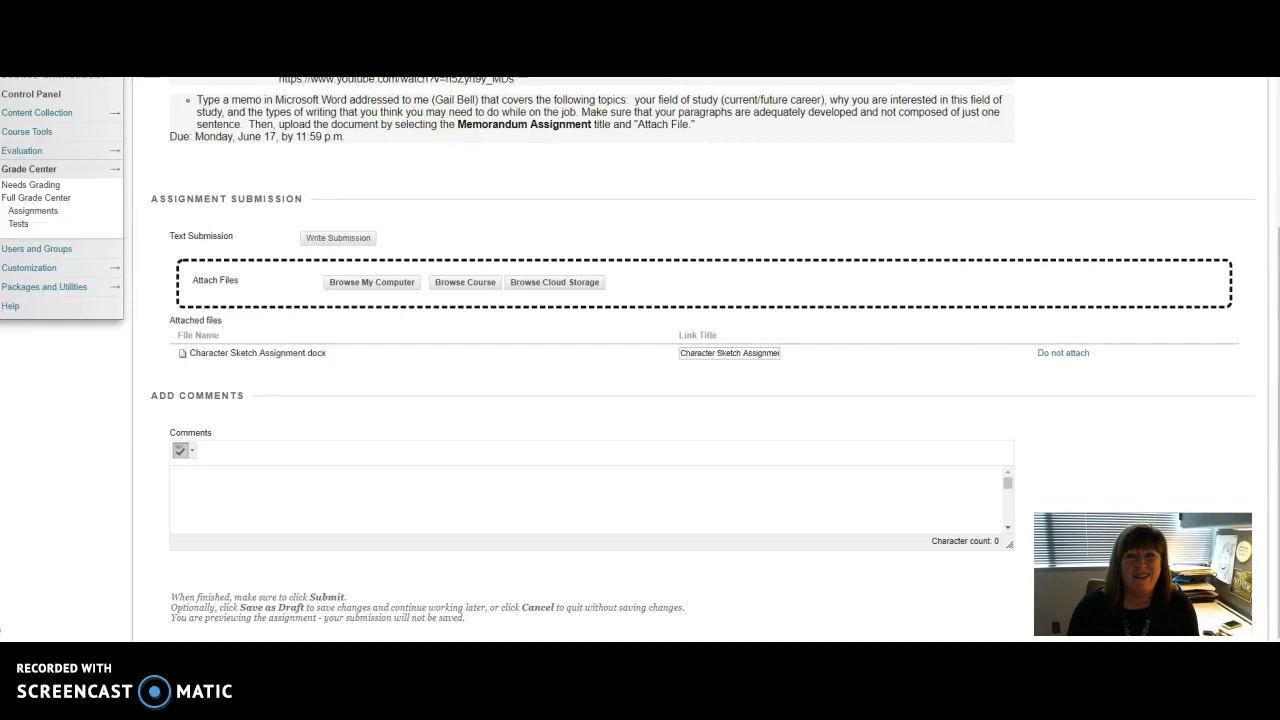 Control Panel
Content Collection
Course Tools
Evaluation
Grade Center
Needs Grading
Full Grade Center
Assignments
Tests
Users and Groups
Customization
Packages and Utilities
Help
https://www.youtube.com/watch?v=h5Zyn9y_MDs
Type a memo in Microsoft Word addressed to me (Gail Bell) that covers the following topics: your field of study (current/future career), why you are interested in this field of
study, and the types of writing that you think you may need to do while on the job. Make sure that your paragraphs are adequately developed and not composed of just one
sentence. Then, upload the document by selecting the Memorandum Assignment title and "Attach File."
Due: Monday, June 17, by 11:59 p.m.
ASSIGNMENT SUBMISSION
Text Submission Write Submission
Attach Files Browse My Computer Browse Course Browse Cloud Storage
Attached files
File Name Link Title
Character Sketch Assignment.docx Character Sketch Assignmen Do not attach
ADD COMMENTS
Comments
Character count: 0
When finished, make sure to click Submit.
Optionally, click Save as Draft to save changes and continue working later, or click Cancel to quit without saving changes.
You are previewing the assignment - your submission will not be saved.
RECORDED WITH
SCREENCAST MATIC